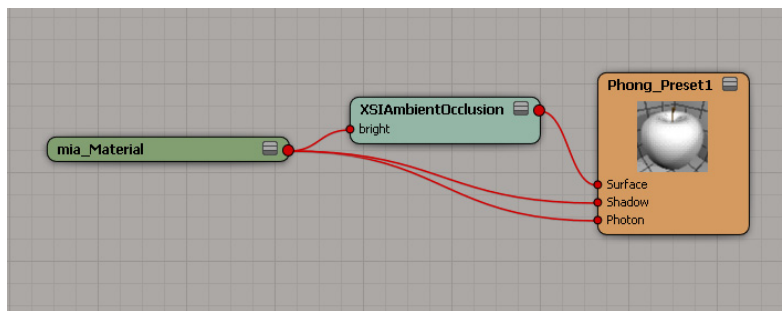 mia_Material
XSIAmbientOcclusion
bright
Phong_Preset1
Surface
Shadow
Photon